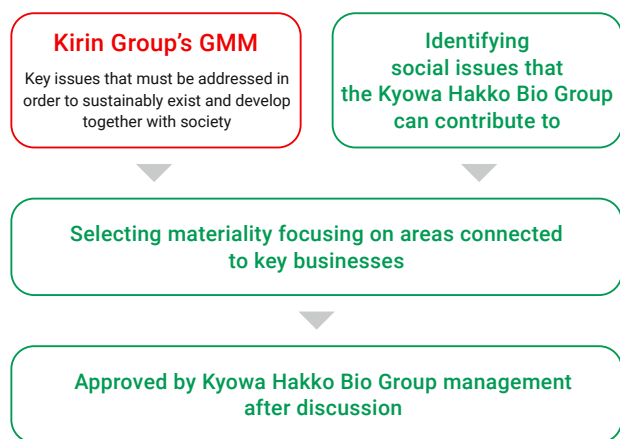 Kirin Group's GMM
Key issues that must be addressed in
order to sustainably exist and develop
together with society
Identifying
social issues that
the Kyowa Hakko Bio Group
can contribute to
Selecting materiality focusing on areas connected
to key businesses
Approved by Kyowa Hakko Bio Group management
after discussion